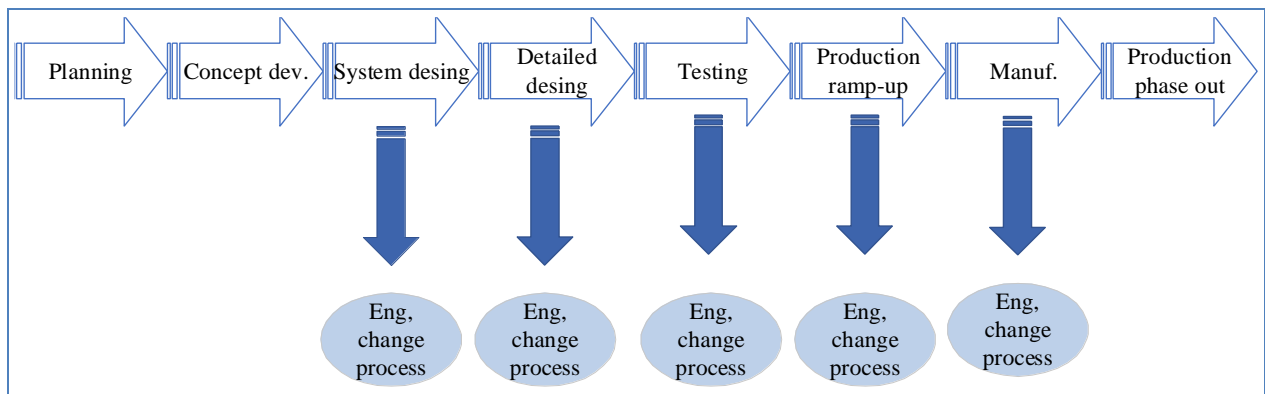 Planning
Concept dev.
System desing
Detailed
desing
Testing
Production
ramp-up
Manuf.
Production
phase out
Eng,
change
process
Eng,
change
process
Eng,
change
process
Eng,
change
process
Eng,
change
process